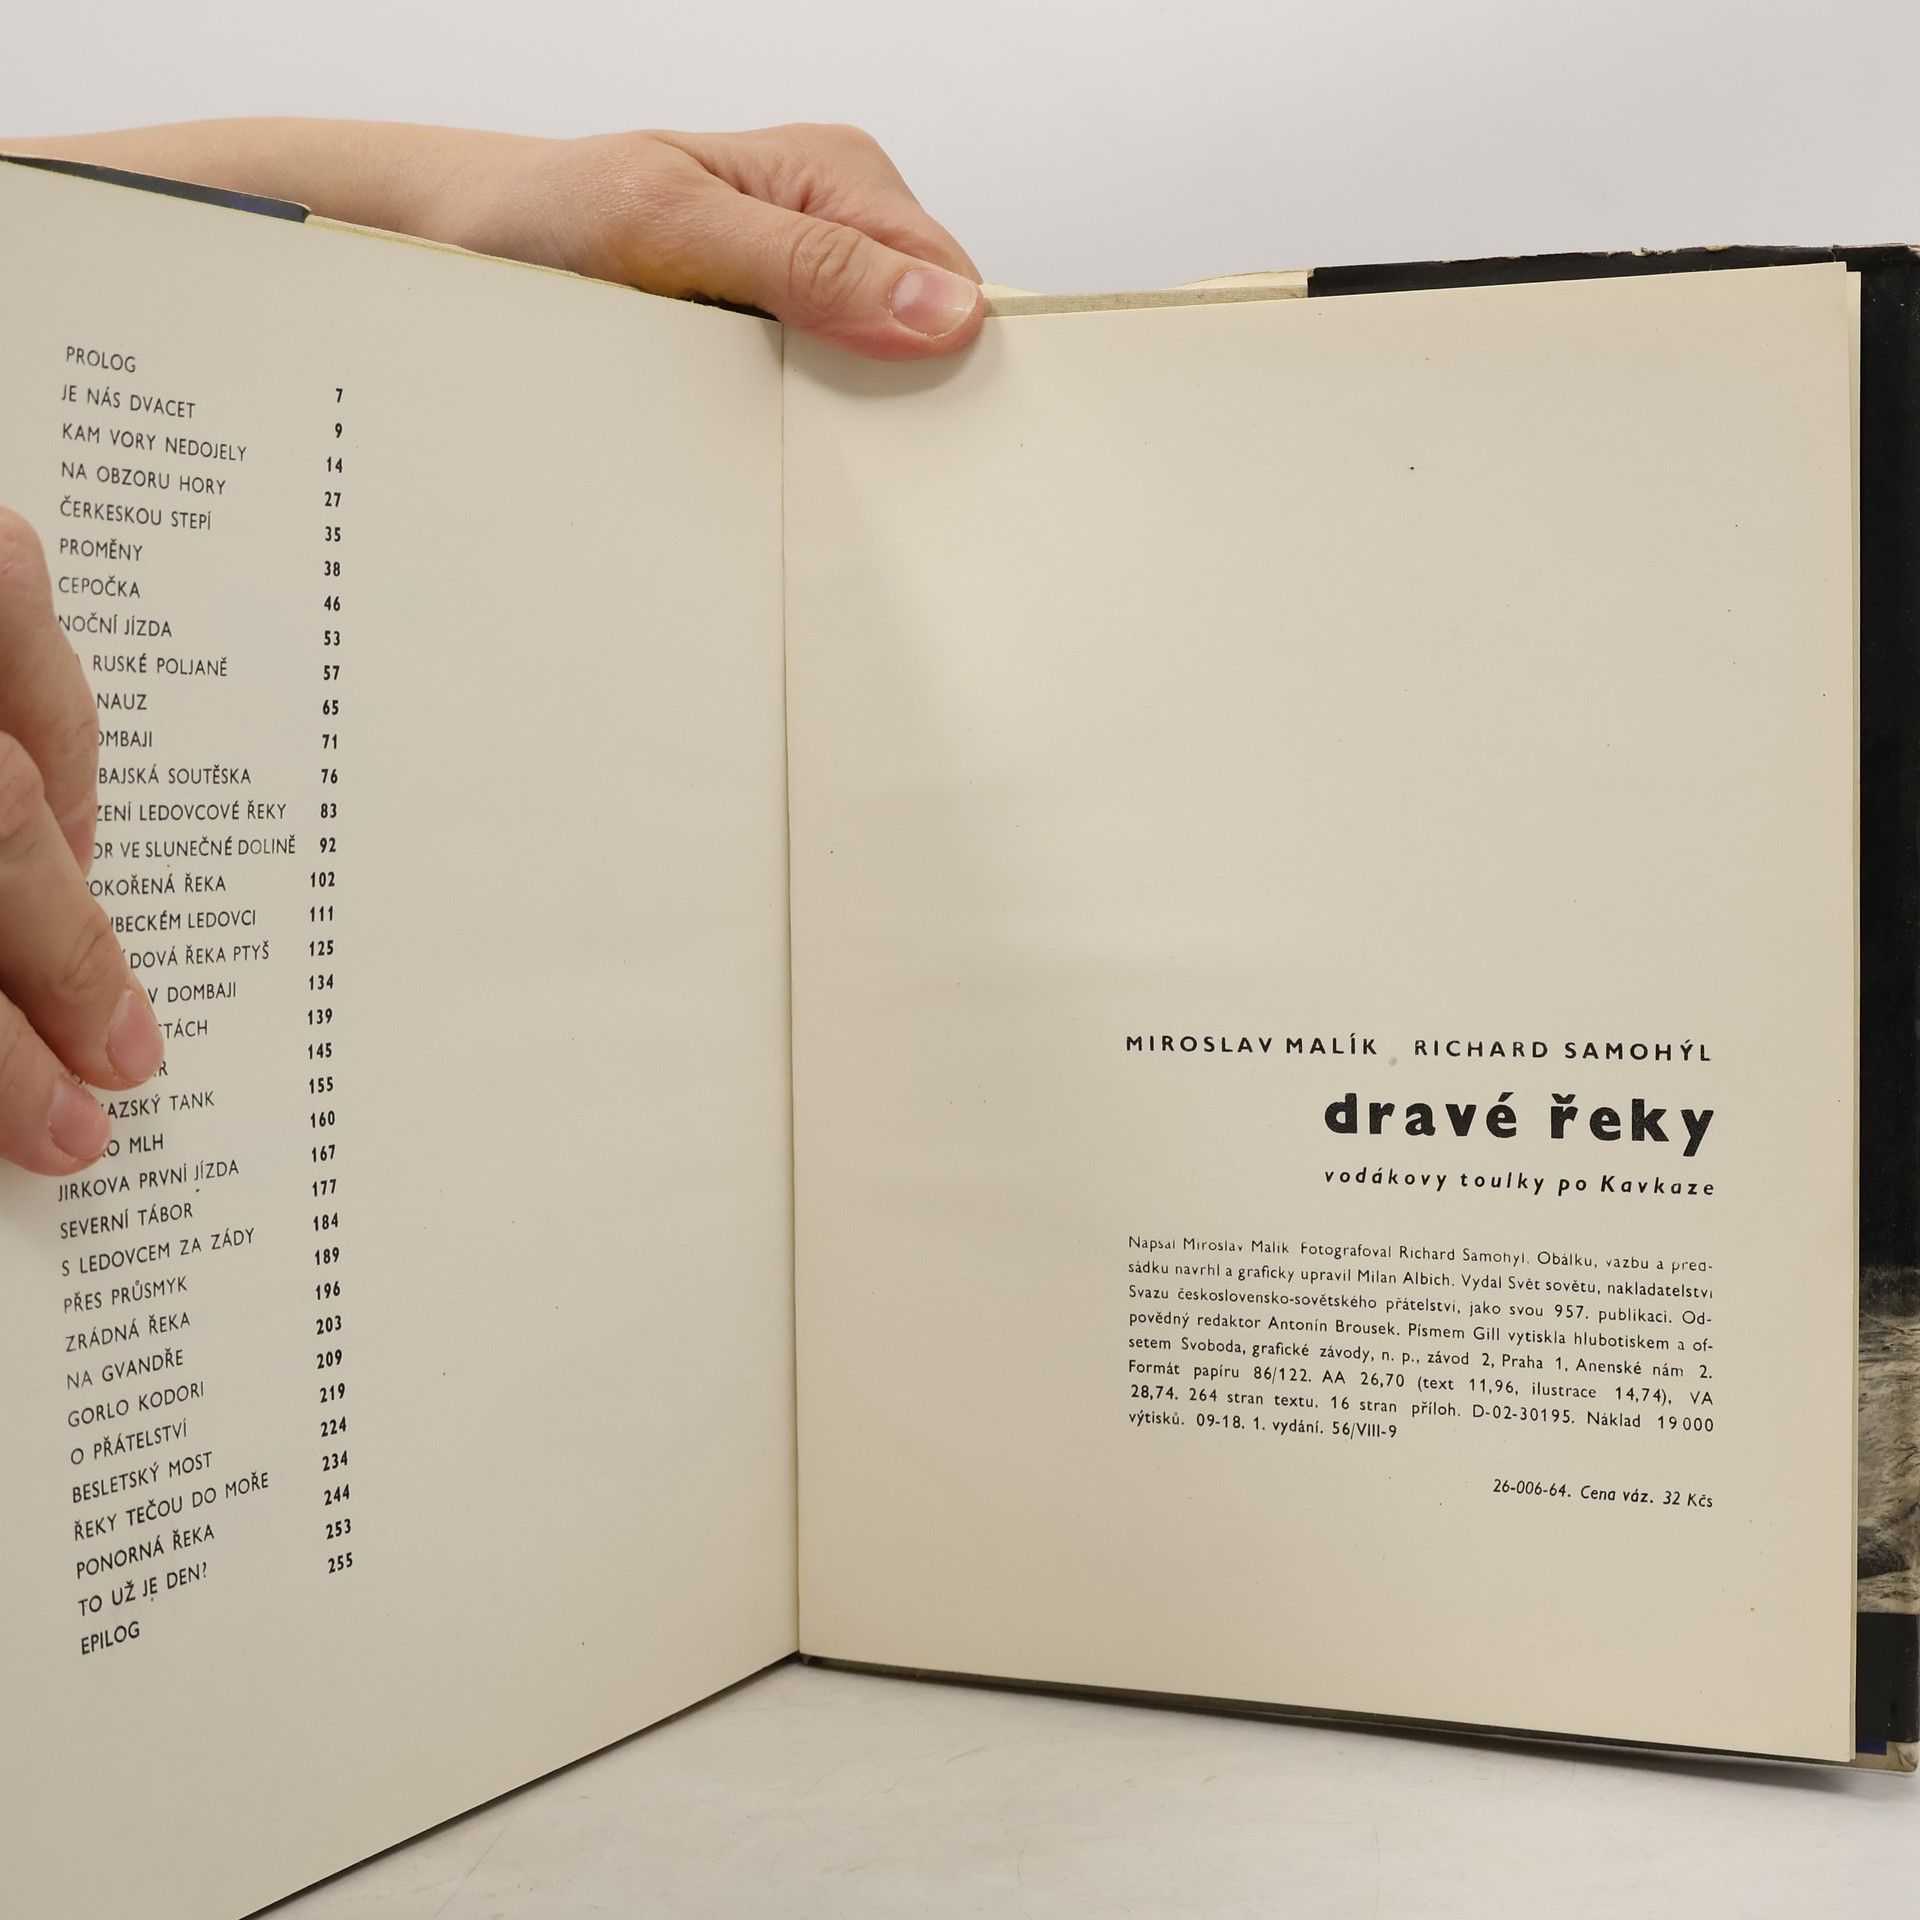 PROLOG 7
JE NÁS DVACET 9
KAM VORY NEDOJELY 14
NA OBZORU HORY 27
ČERKESKOU STEPÍ 35
PROMĚNY 38
CEPOČKA 46
NOČNÍ JÍZDA 53
RUSKÉ POLJANĚ 57
65
71
SOUTĚSKA 76
LEDOVCOVÉ ŘEKY 83
VE SLUNEČNÉ DOLINĚ 92
ŘEKA 102
LEDOVCI 111
ŘEKA PTYŠ 125
V DOMBAJI 134
139
145
TANK 155
MLH 160
JIRKOVA PRVNÍ JÍZDA 167
SEVERNÍ TÁBOR 177
S LEDOVCEM ZA ZÁDY 184
PŘES PRŮSMYK 189
ZRÁDNÁ ŘEKA 196
NA GVANDŘE 203
GORLO KODORI 209
O PŘÁTELSTVÍ 219
BESLETSKÝ MOST 224
ŘEKY TEČOU DO MOŘE 234
PONORNÁ ŘEKA 244
TO UŽ JE DEN? 253
EPILOG 255
MIROSLAV MALÍK RICHARD SAMOHÝL
dravé řeky
vodákovy toulky po Kavkaze
Napsal Miroslav Malík Fotografoval Richard Samohyl. Obálku, vazbu a pred-
sádku navrhl a graficky upravil Milan Albich. Vydal Svět sovětu, nakladatelství
Svazu československo-sovětského přátelství, jako svou 957. publikaci. Od-
povědný redaktor Antonín Brousek. Písmem Gill vytiskla hlubotiskem a of-
setem Svoboda, grafické závody, n. p., závod 2, Praha 1, Anenské nám 2.
Formát papíru 86/122. AA 26,70 (text 11,96, ilustrace 14,74), VA
28,74. 264 stran textu. 16 stran příloh. D-02-30195. Náklad 19 000
výtisků. 09-18. 1. vydání. 56/VIII-9
26-006-64. Cena váz. 32 Kčs